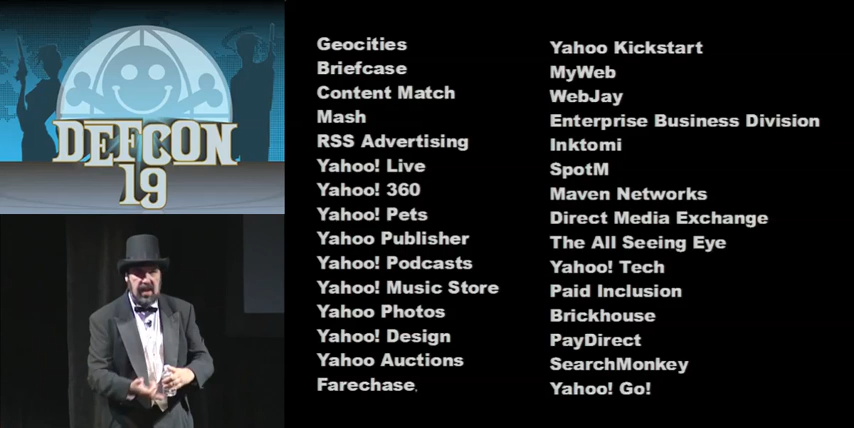 DEFCON
19
Geocities
Briefcase
Content Match
Mash
RSS Advertising
Yahoo! Live
Yahoo! 360
Yahoo! Pets
Yahoo Publisher
Yahoo! Podcasts
Yahoo! Music Store
Yahoo Photos
Yahoo! Design
Yahoo Auctions
Farechase.
Yahoo Kickstart
MyWeb
WebJay
Enterprise Business Division
Inktomi
SpotM
Maven Networks
Direct Media Exchange
The All Seeing Eye
Yahoo! Tech
Paid Inclusion
Brickhouse
PayDirect
SearchMonkey
Yahoo! Go!